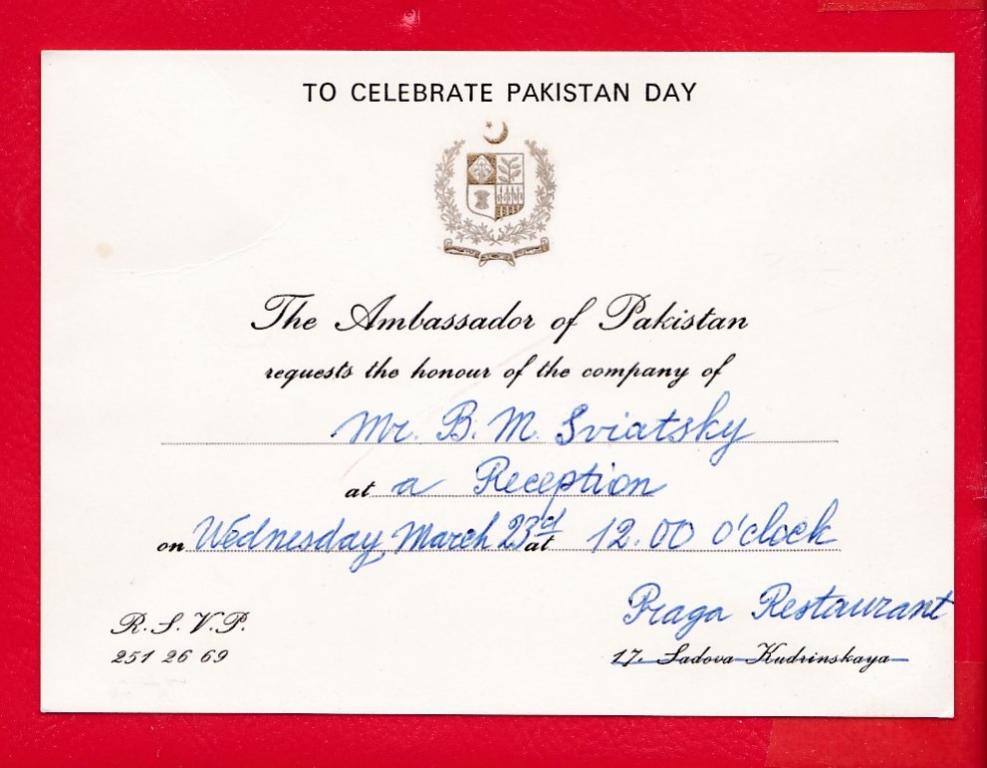 TO CELEBRATE PAKISTAN DAY
The Ambassador of Pakistan
requests the honour of the company of
Mr. B. M. Sviatsky
at a Reception
on Wednesday, March 23rd at 12.00 o'clock
Praga Restaurant
R.S.V.P.
251 26 69
17. Sadova Kudrinskaya